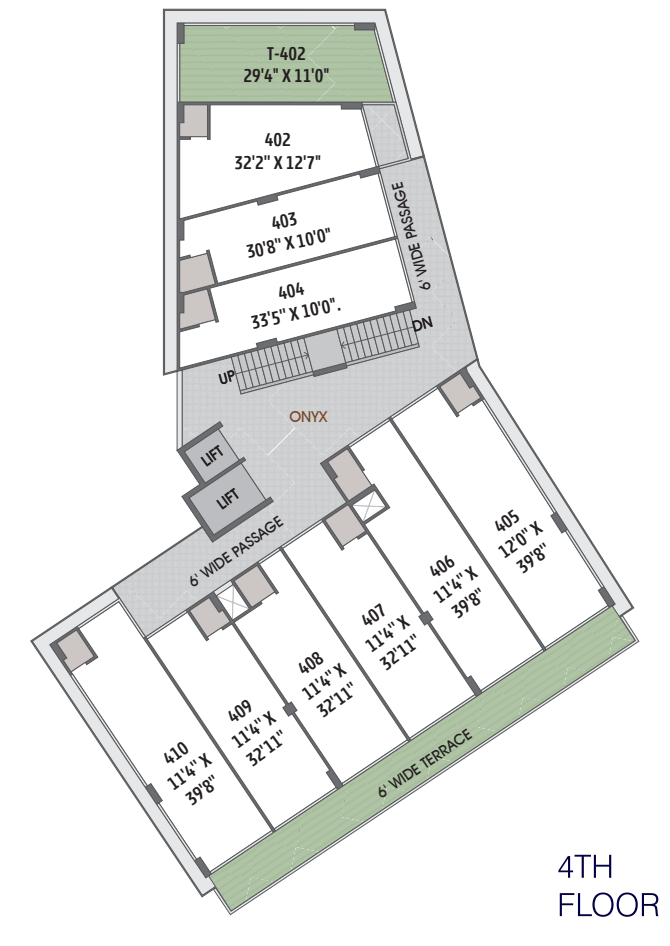 T-402
29'4" X 11'0"
402
32'2" X 12'7"
403
30'8" X 10'0"
404
33'5" X 10'0".
6' WIDE PASSAGE
DN
UP
ONYX
LIFT
LIFT
6' WIDE PASSAGE
405
12'0" X
39'8"
406
11'4" X
39'8"
407
11'4" X
32'11"
408
11'4" X
32'11"
409
11'4" X
32'11"
410
11'4" X
39'8"
6' WIDE TERRACE
4TH
FLOOR